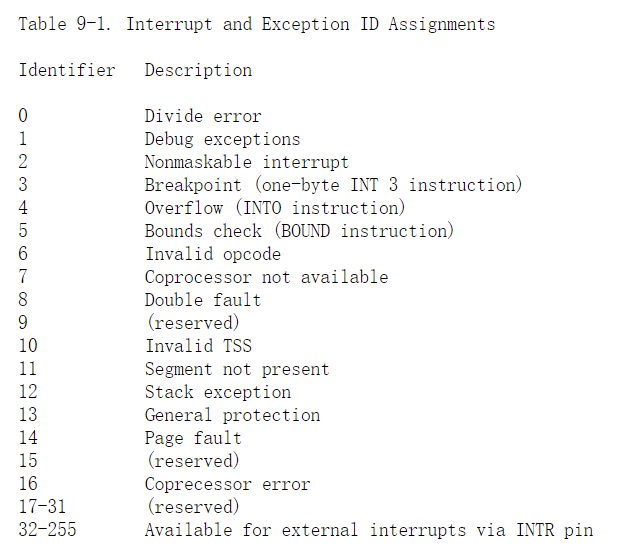 Table 9-1. Interrupt and Exception ID Assignments
Identifier Description
0 Divide error
1 Debug exceptions
2 Nonmaskable interrupt
3 Breakpoint (one-byte INT 3 instruction)
4 Overflow (INTO instruction)
5 Bounds check (BOUND instruction)
6 Invalid opcode
7 Coprocessor not available
8 Double fault
9 (reserved)
10 Invalid TSS
11 Segment not present
12 Stack exception
13 General protection
14 Page fault
15 (reserved)
16 Coprecessor error
17-31 (reserved)
32-255 Available for external interrupts via INTR pin